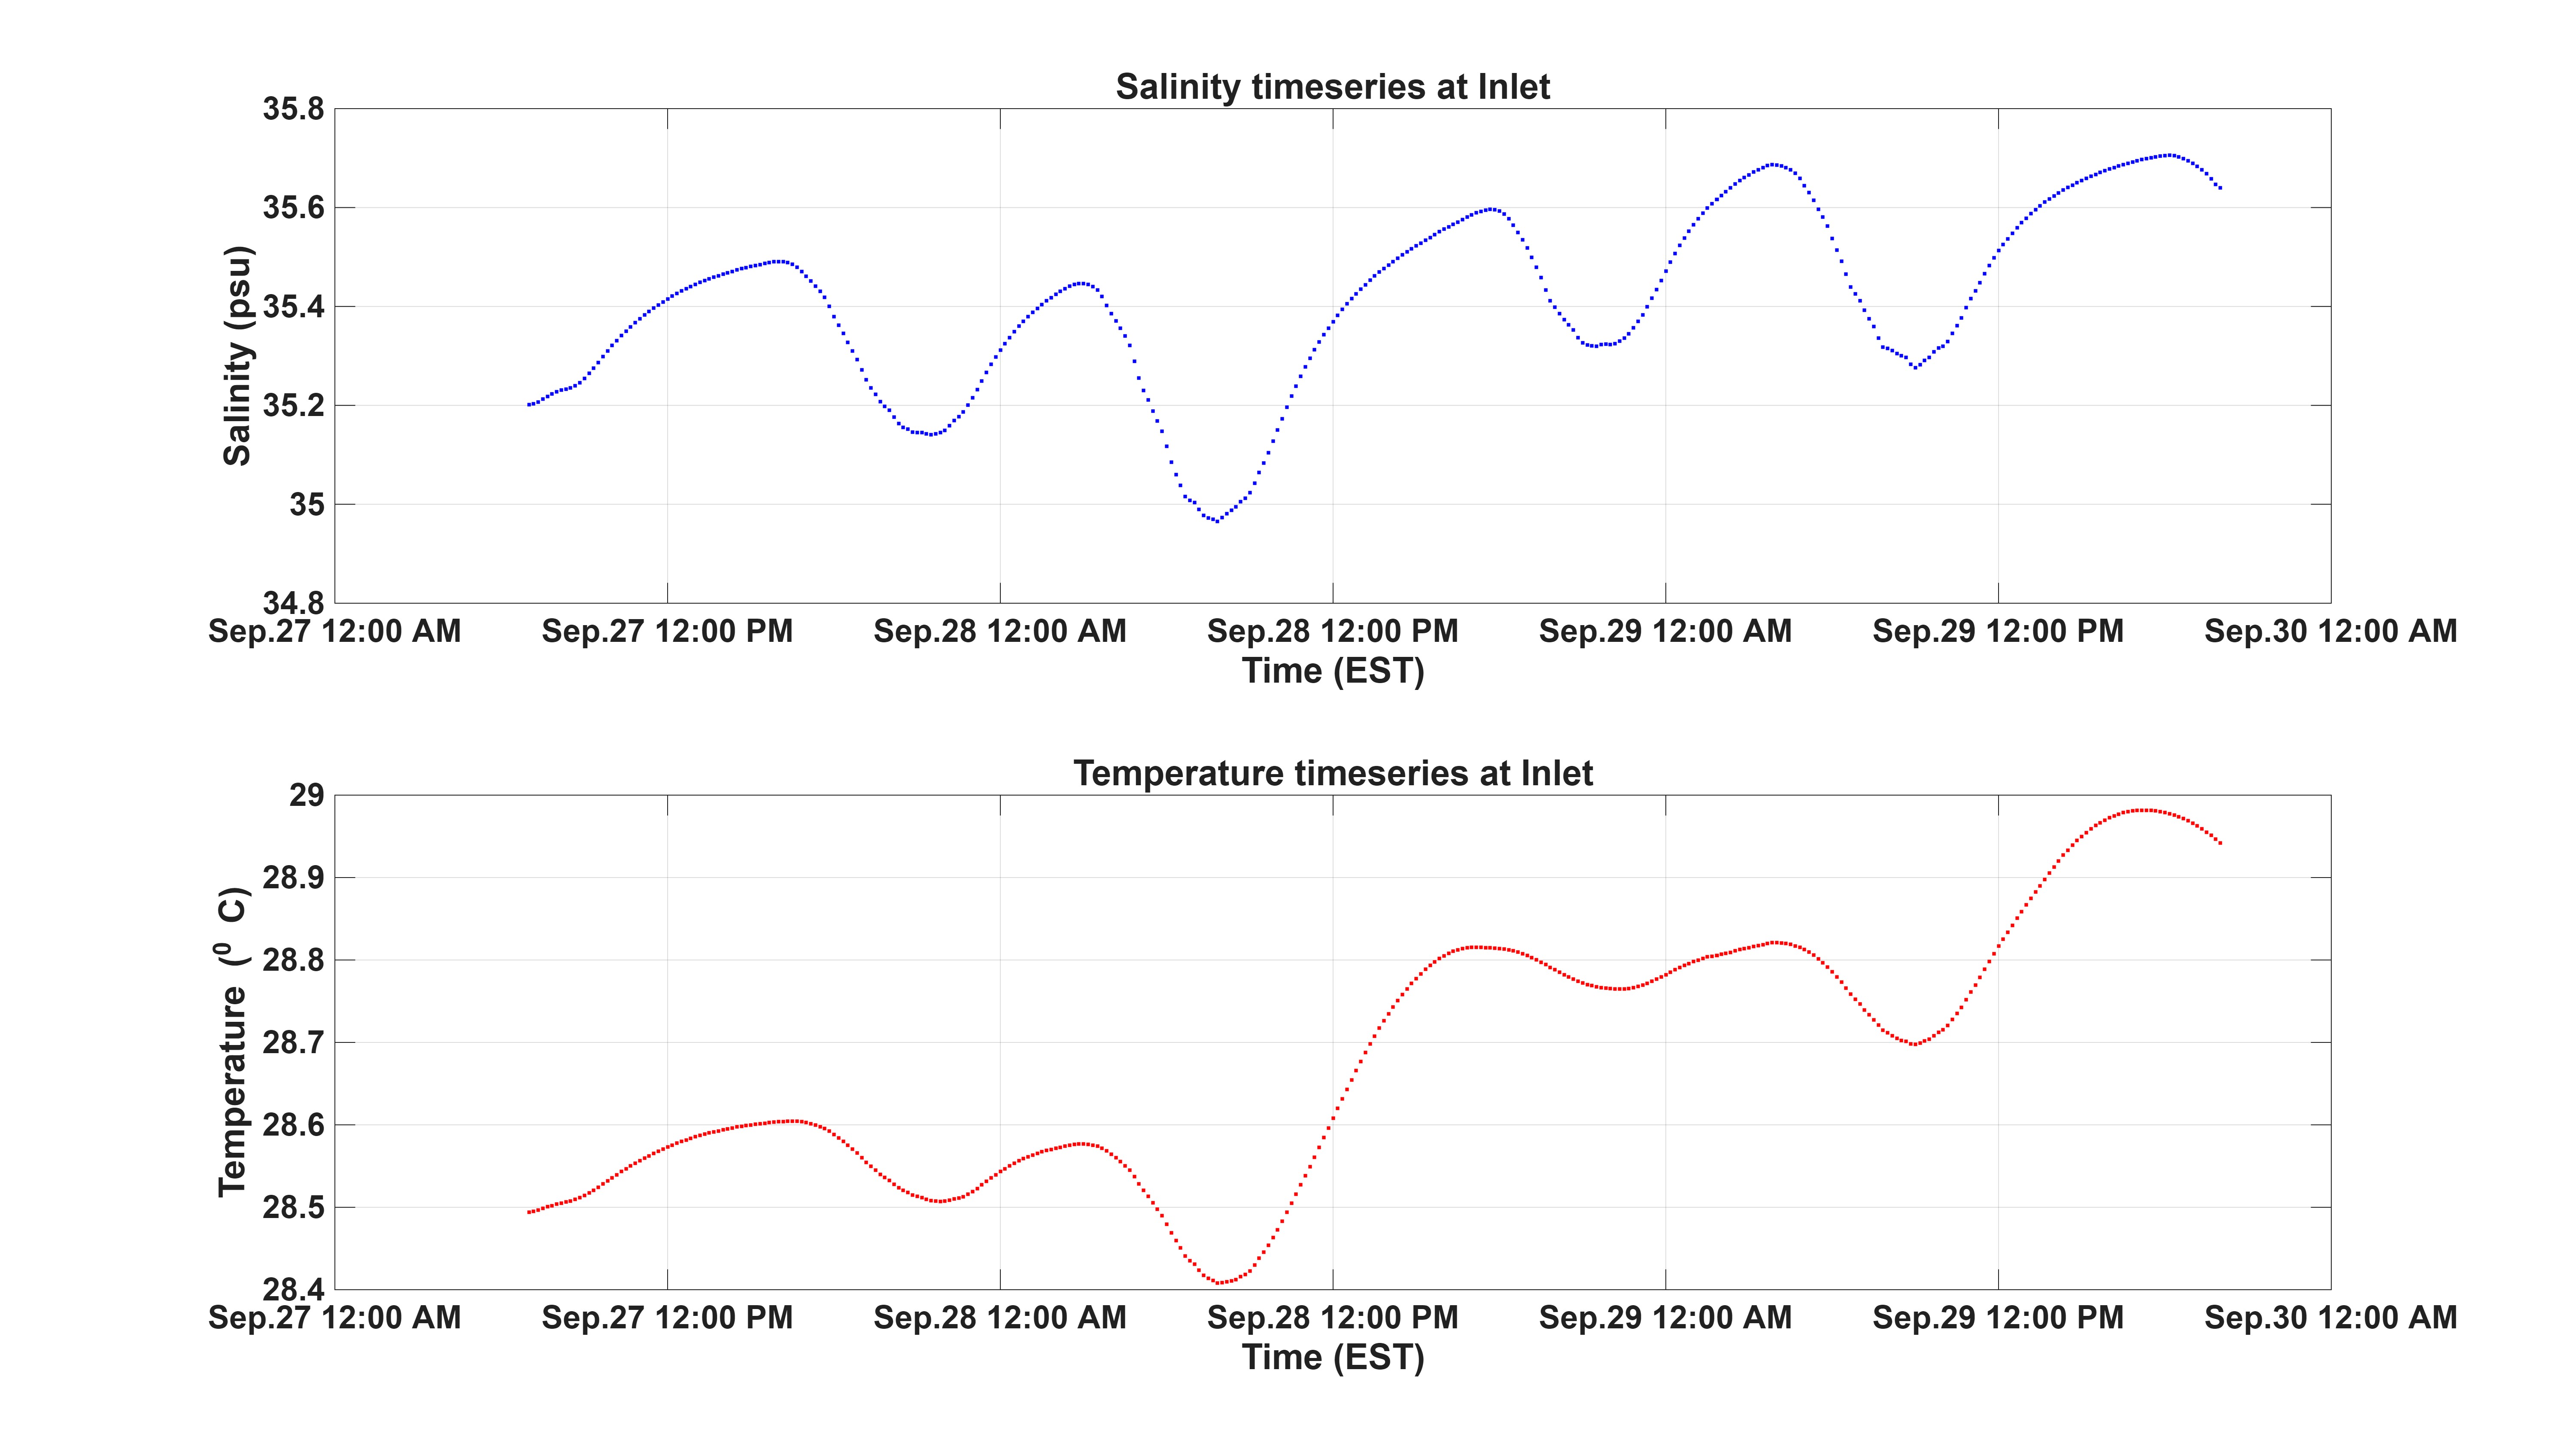 Salinity timeseries at Inlet
35.8
35.6
35.4
35.2
35
34.8
Salinity (psu)
Sep.27 12:00 AM Sep.27 12:00 PM Sep.28 12:00 AM Sep.28 12:00 PM Sep.29 12:00 AM Sep.29 12:00 PM Sep.30 12:00 AM
Time (EST)
Temperature timeseries at Inlet
29
28.9
28.8
28.7
28.6
28.5
28.4
Temperature (⁰ C)
Sep.27 12:00 AM Sep.27 12:00 PM Sep.28 12:00 AM Sep.28 12:00 PM Sep.29 12:00 AM Sep.29 12:00 PM Sep.30 12:00 AM
Time (EST)